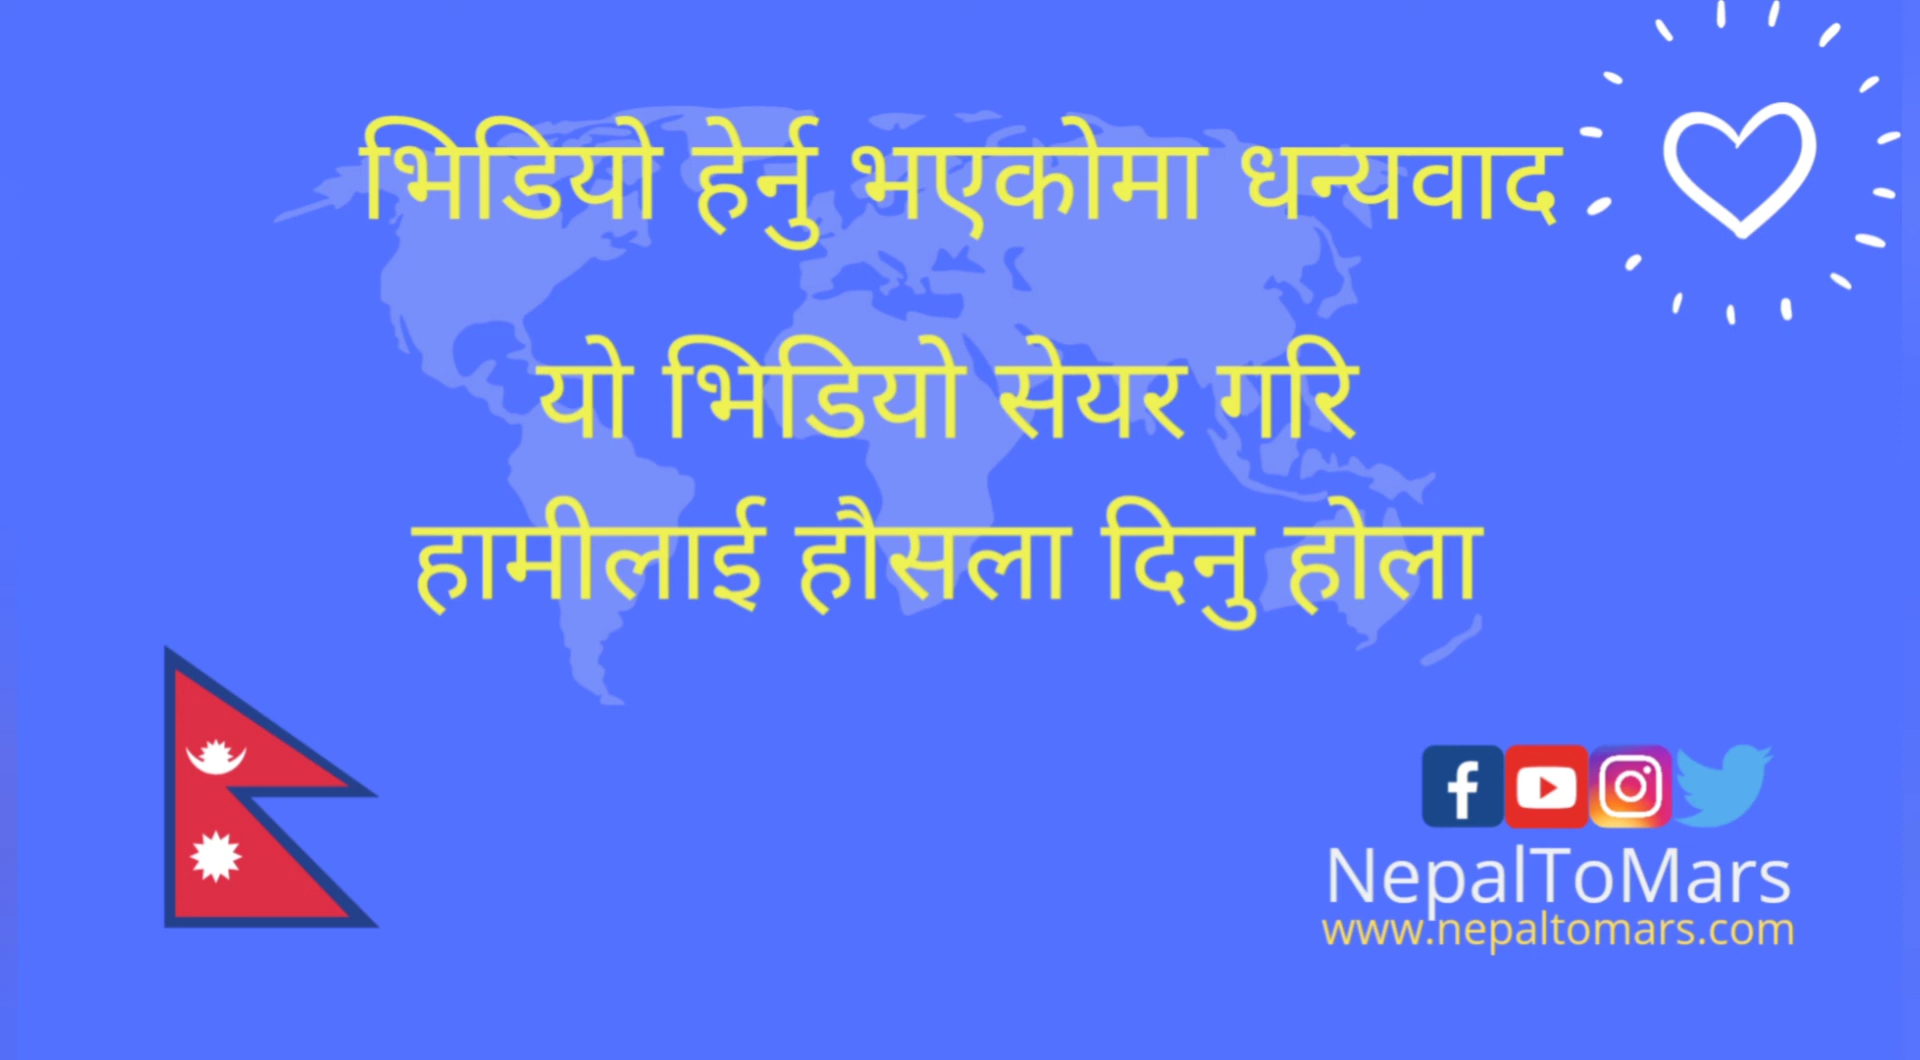 भिडियो हेर्नु भएकोमा धन्यवाद
यो भिडियो सेयर गरि
हामीलाई हौसला दिनु होला
NepalToMars
www.nepaltomars.com